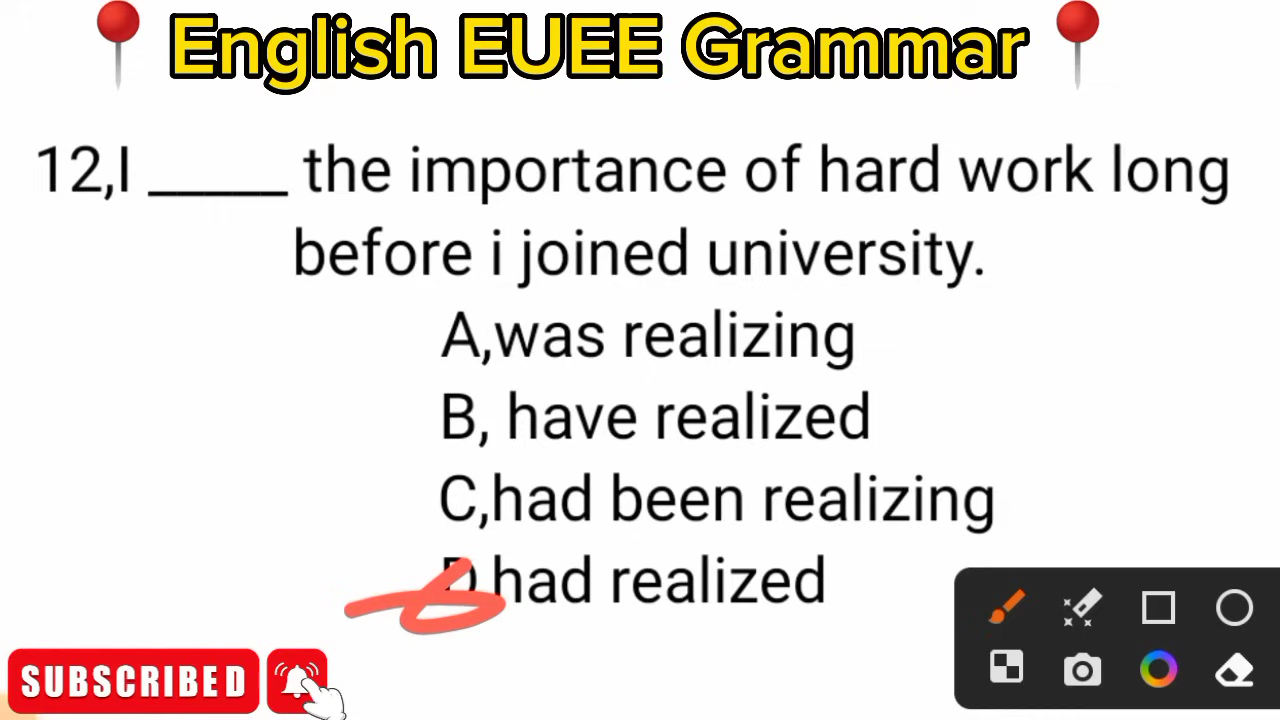 English EUEE Grammar
12,I _____ the importance of hard work long
before i joined university.
A,was realizing
B, have realized
C,had been realizing
D,had realized
SUBSCRIBED